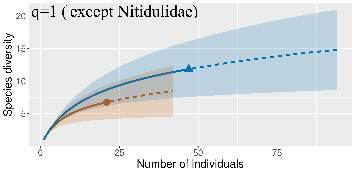 q=1 ( except Nitidulidae)
Species diversity
20
15
10
5
0
25
50
75
Number of individuals